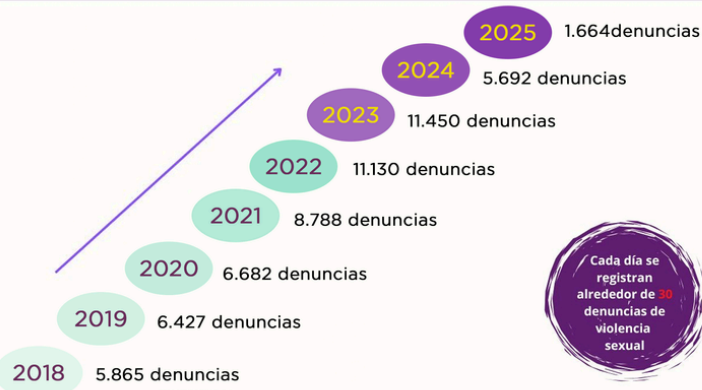 2025 1.664denuncias
2024 5.692 denuncias
2023 11.450 denuncias
2022 11.130 denuncias
2021 8.788 denuncias
2020 6.682 denuncias
2019 6.427 denuncias
2018 5.865 denuncias
Cada día se
registran
alrededor de 30
denuncias de
violencia
sexual